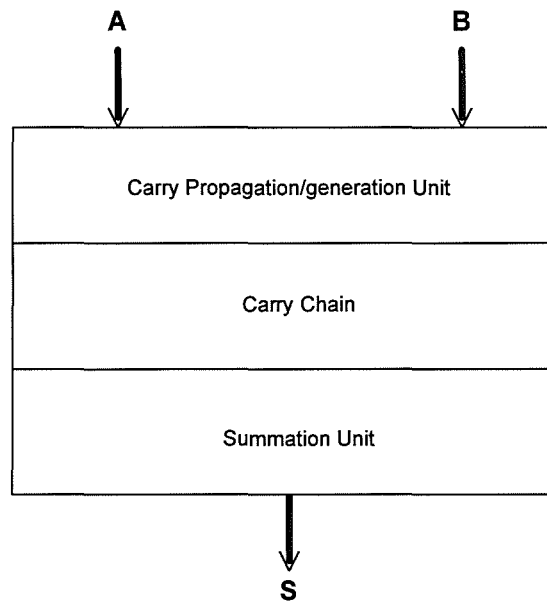 A B
Carry Propagation/generation Unit
Carry Chain
Summation Unit
S